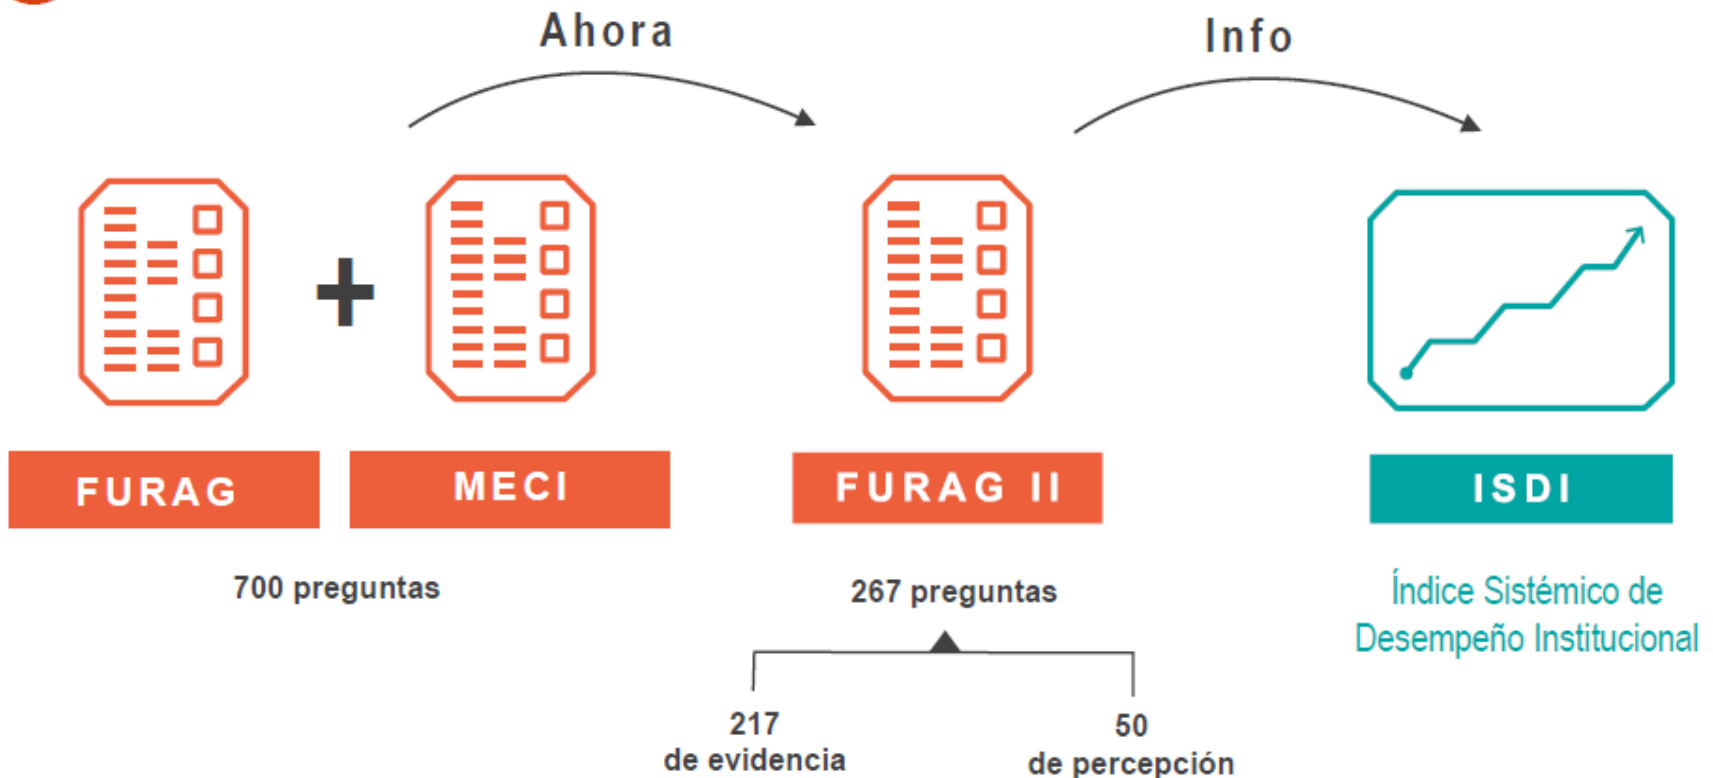 Ahora
Info
FURAG
MECI
FURAG II
ISDI
700 preguntas
267 preguntas
Índice Sistémico de
Desempeño Institucional
217
de evidencia
50
de percepción